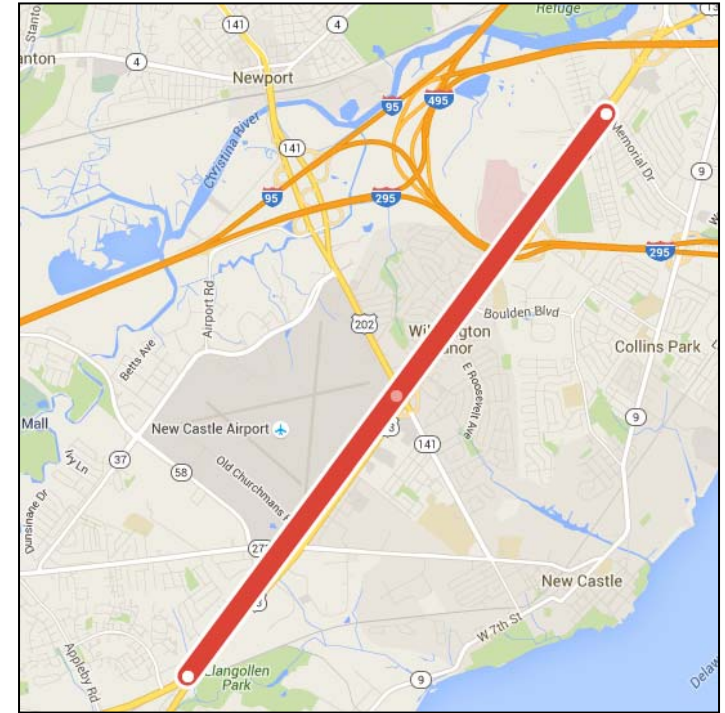 Refuge
Stanton
141
13
anton
4
4
Newport
95
495
Christina River
141
Memorial Dr
9
95
295
295
Airport Rd
202
Boulden Blvd
Betts Ave
Collins Park
E Roosevelt Ave
9
Mall
New Castle Airport
141
Ivy Ln
37
58
Old Churchmans
Dunsinane Dr
New Castle
W 7th St
Appleby Rd
Llangollen
Park
9